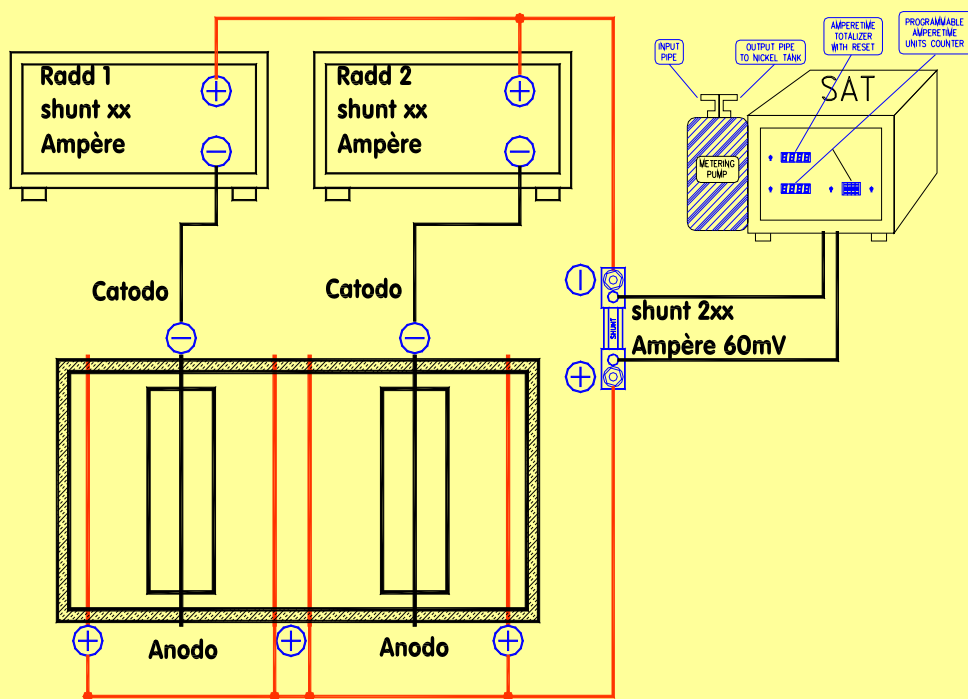 Radd 1
shunt xx
Ampère
Radd 2
shunt xx
Ampère
INPUT
PIPE
OUTPUT PIPE
TO NICKEL TANK
AMPERETIME
TOTALIZER
WITH RESET
PROGRAMMABLE
AMPERETIME
UNITS COUNTER
SAT
METERING
PUMP
Catodo
Catodo
SHUNT
shunt 2xx
Ampère 60mV
Anodo
Anodo